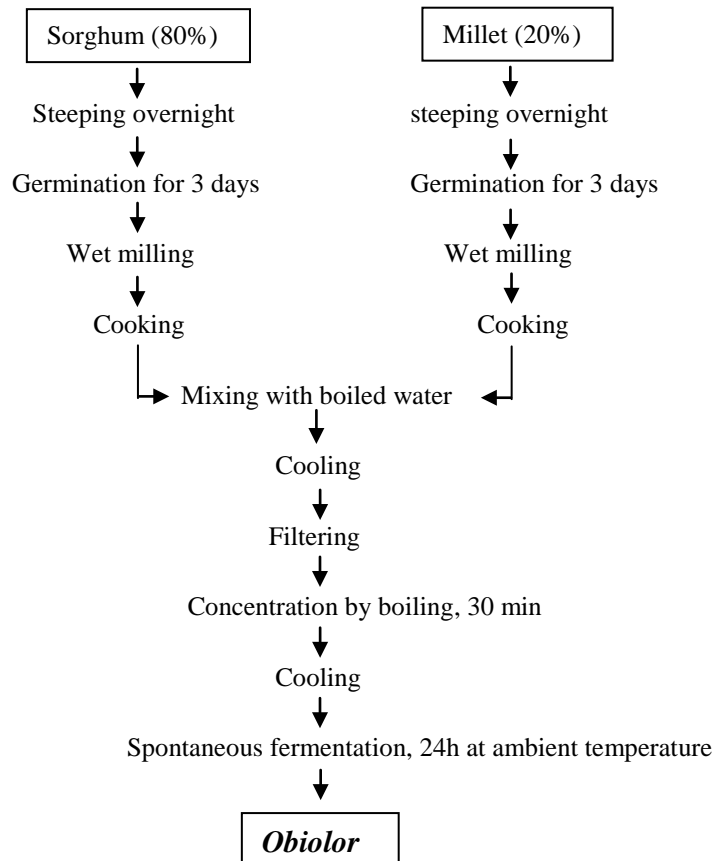 Sorghum (80%) Millet (20%)
Steeping overnight steeping overnight
Germination for 3 days Germination for 3 days
Wet milling Wet milling
Cooking Cooking
Mixing with boiled water
Cooling
Filtering
Concentration by boiling, 30 min
Cooling
Spontaneous fermentation, 24h at ambient temperature
Obiolor